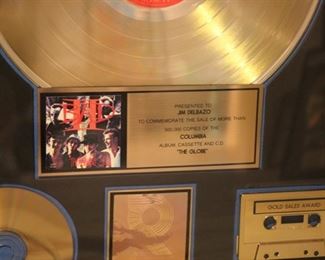 PRESENTED TO
JIM DELBALZO
TO COMMEMORATE THE SALE OF MORE THAN
500,000 COPIES OF THE
COLUMBIA
ALBUM, CASSETTE AND C.D.
"THE GLOBE"
GOLD SALES AWARD